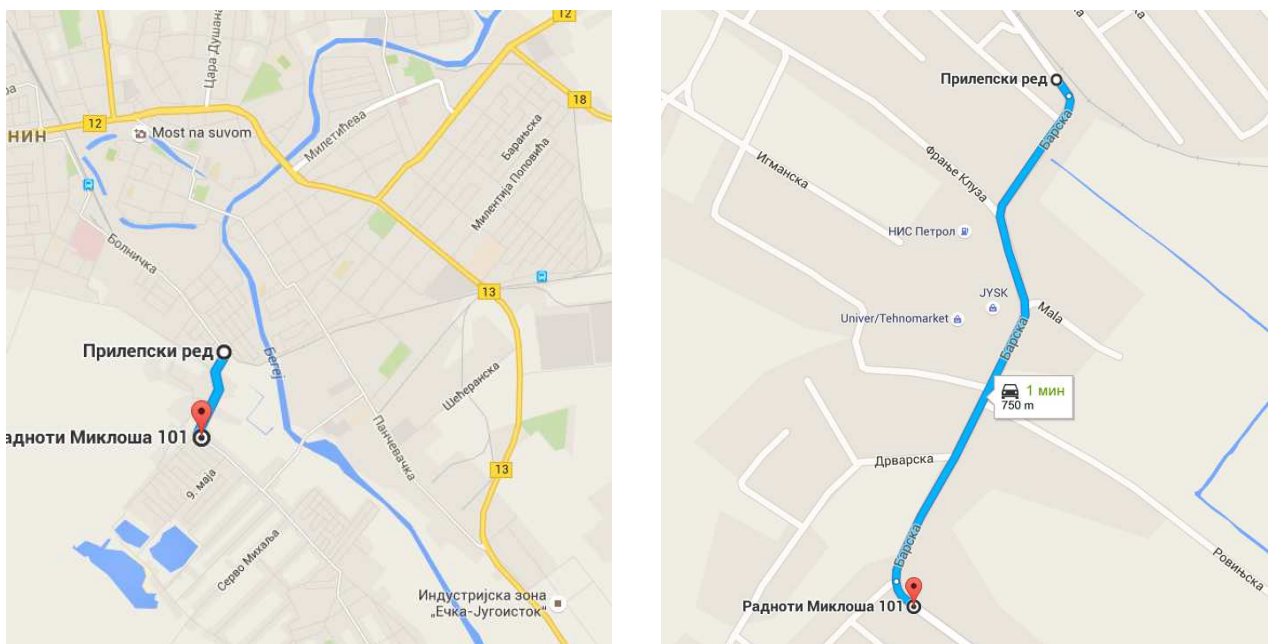 12
Цара Душана
18
12
НИН
Most na suvom
Милетићева
Барањска
Милентија Поповића
Болничка
13
Прилепски ред
Бегеј
Шећеранска
адноти Миклоша 101
Панчевачка
13
9. маја
Серво Михаља
Индустријска зона
„Ечка-Југоисток"
Прилепски ред
Барска
Фрање Клуза
Игманска
НИС Петрол
JYSK
Mala
Univer/Tehnomarket
Барска
1 мин
750 m
Дрварска
Барска
Ровињска
Радноти Миклоша 101